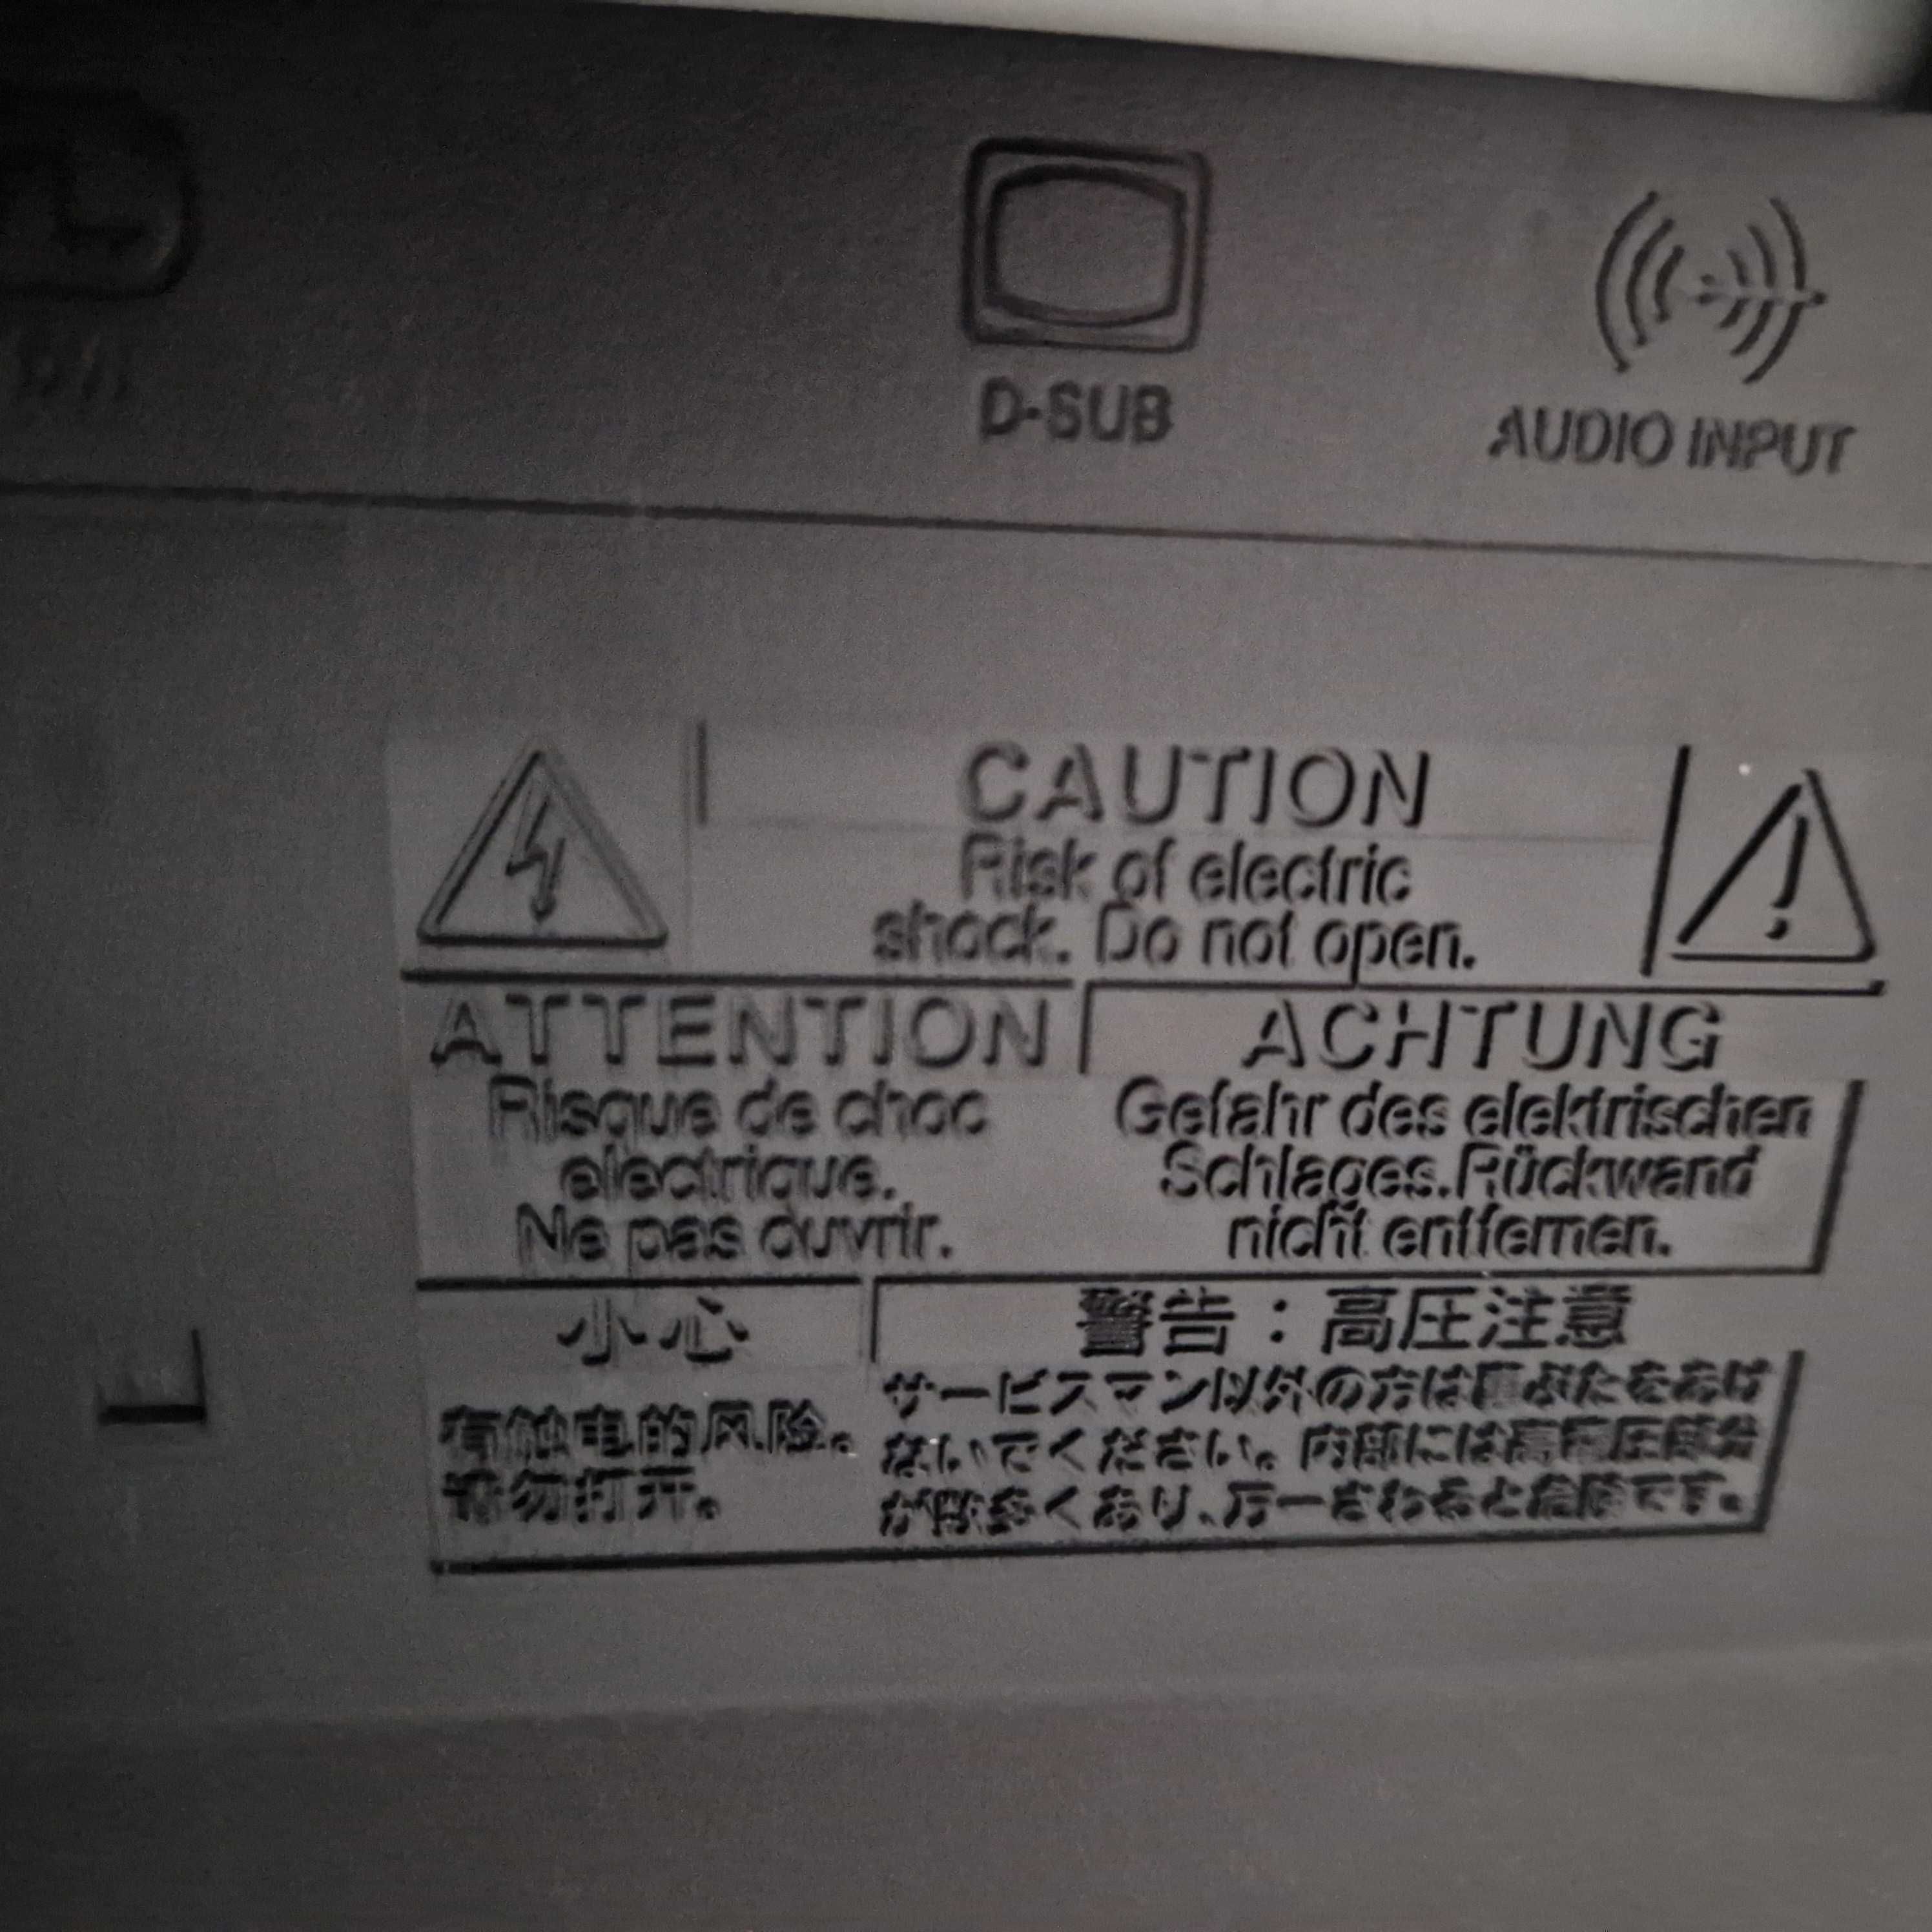 D-SUB
AUDIO INPUT
CAUTION
Risk of electric
shock. Do not open.
ATTENTION
Risque de choc
electrique.
Ne pas ouvrir.
ACHTUNG
Gefahr des elektrischen
Schlages.Rückwand
nicht entfernen.
小心
有触电的风险。
请勿打开。
警告：高圧注意
サービスマン以外の方は裏ぶたをあけ
ないでください。内部には高電圧部分
が数多くあり、万一さわると危険です。